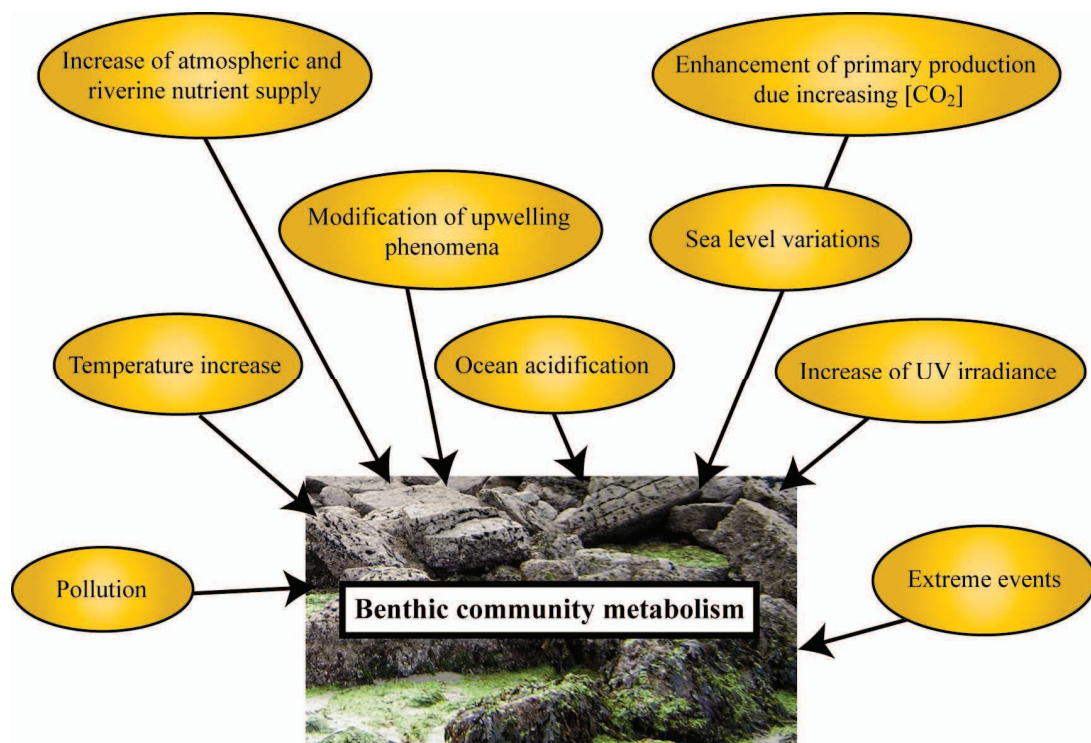 Increase of atmospheric and
riverine nutrient supply
Enhancement of primary production
due increasing [CO₂]
Modification of upwelling
phenomena
Sea level variations
Temperature increase
Ocean acidification
Increase of UV irradiance
Pollution
Benthic community metabolism
Extreme events